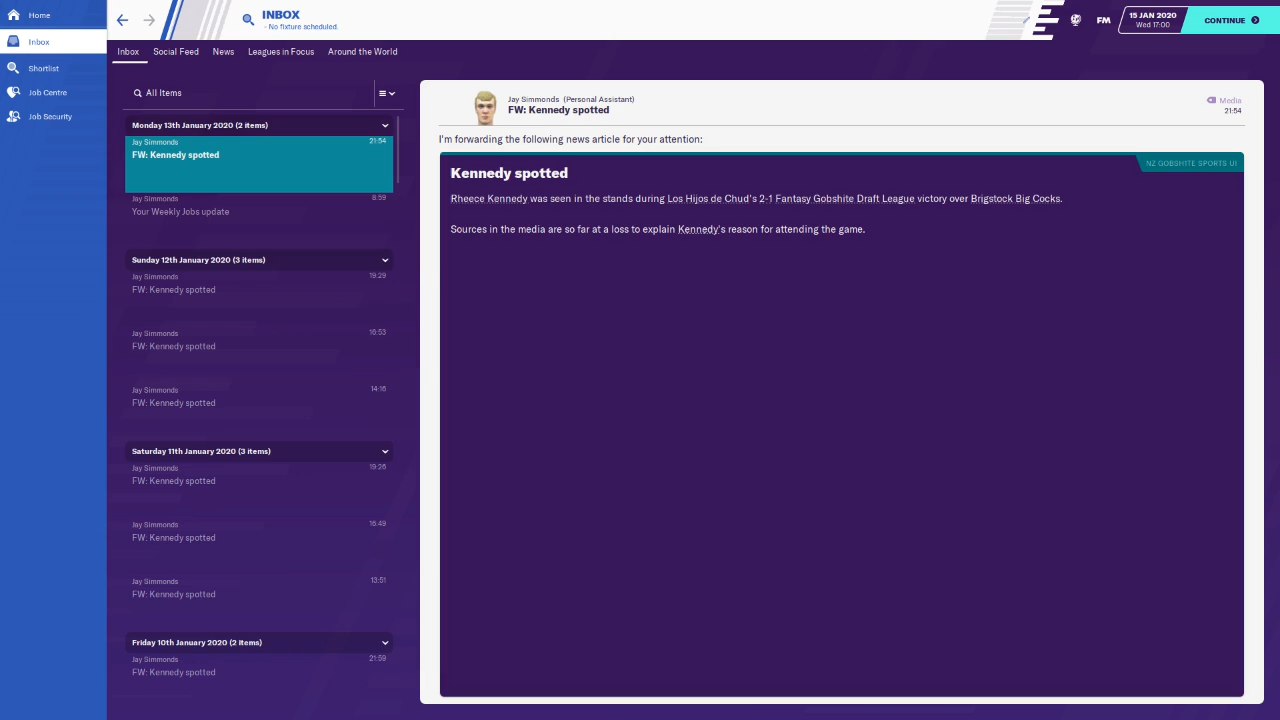 Home
Inbox
Shortlist
Job Centre
Job Security
INBOX
- No fixture scheduled.
FM
15 JAN 2020
Wed 17:00
CONTINUE
Inbox Social Feed News Leagues in Focus Around the World
All Items
Monday 13th January 2020 (2 items)
Jay Simmonds 21:54
FW: Kennedy spotted
Jay Simmonds 8:59
Your Weekly Jobs update
Sunday 12th January 2020 (3 items)
Jay Simmonds 19:29
FW: Kennedy spotted
Jay Simmonds 16:53
FW: Kennedy spotted
Jay Simmonds 14:16
FW: Kennedy spotted
Saturday 11th January 2020 (3 items)
Jay Simmonds 19:26
FW: Kennedy spotted
Jay Simmonds 16:49
FW: Kennedy spotted
Jay Simmonds 13:51
FW: Kennedy spotted
Friday 10th January 2020 (2 items)
Jay Simmonds 21:59
FW: Kennedy spotted
Jay Simmonds (Personal Assistant)
FW: Kennedy spotted
Media
21:54
I'm forwarding the following news article for your attention:
NZ GOBSHITE SPORTS UI
Kennedy spotted
Rheece Kennedy was seen in the stands during Los Hijos de Chud's 2-1 Fantasy Gobshite Draft League victory over Brigstock Big Cocks.
Sources in the media are so far at a loss to explain Kennedy's reason for attending the game.